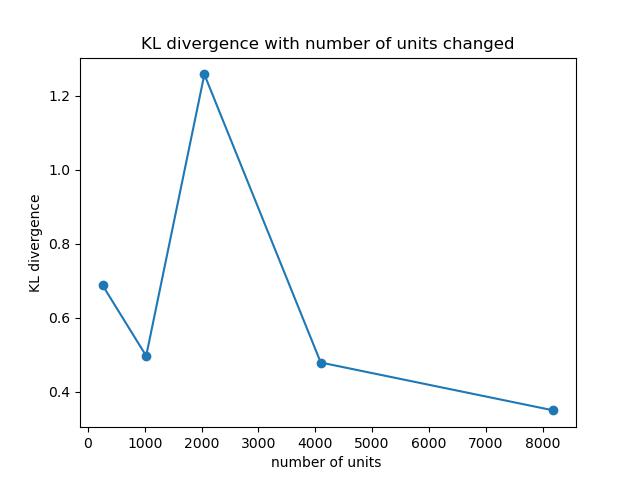 KL divergence with number of units changed
1.2
1.0
0.8
0.6
0.4
KL divergence
0 1000 2000 3000 4000 5000 6000 7000 8000
number of units